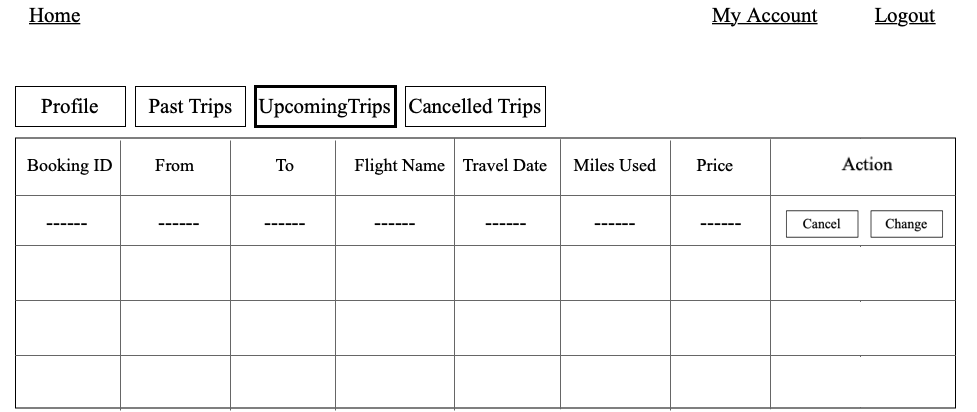 Home My Account Logout
Profile Past Trips UpcomingTrips Cancelled Trips
Booking ID From To Flight Name Travel Date Miles Used Price Action
------ ------ ------ ------ ------ ------ ------ Cancel Change